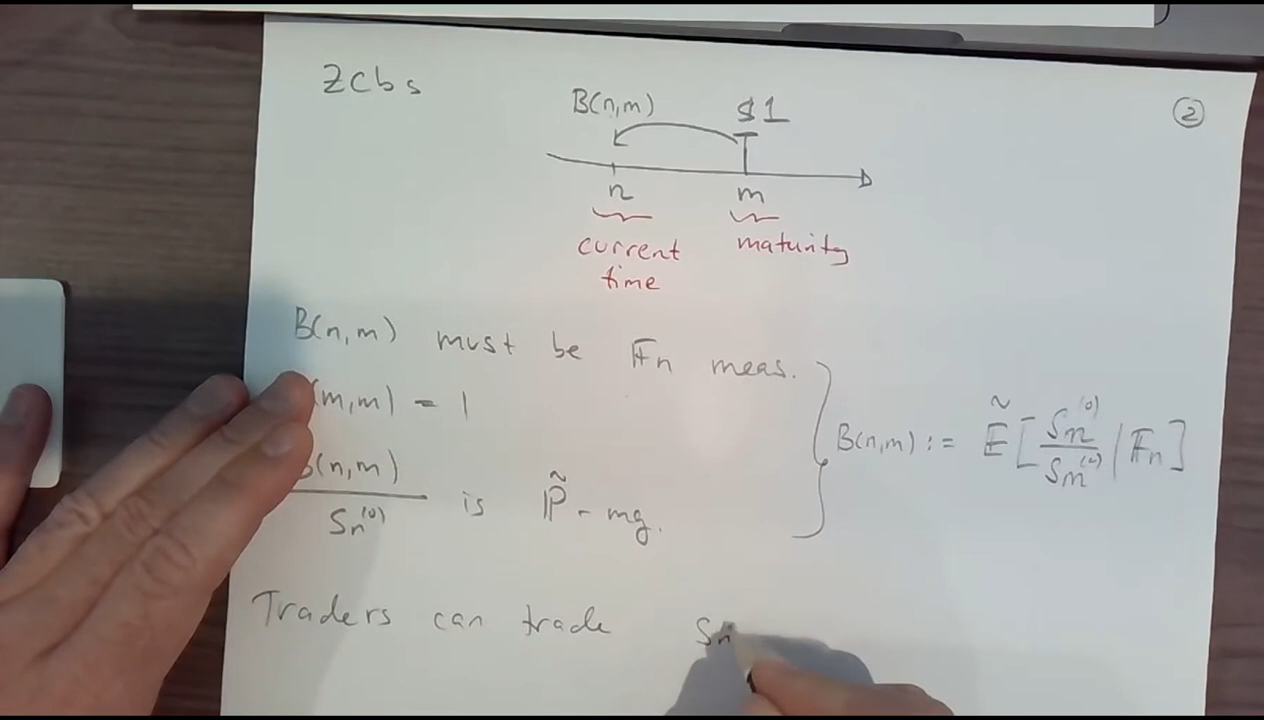 Zcbs
B(n,m) $1
②
n m
current maturity
time
B(n,m) must be Fn meas.
(m,m) = 1
B(n,m) := Ẽ[Sn⁽⁰⁾/Sm⁽⁰⁾ | Fn]
B(n,m)/Sn⁽⁰⁾ is P̃ - mg.
Traders can trade Sn